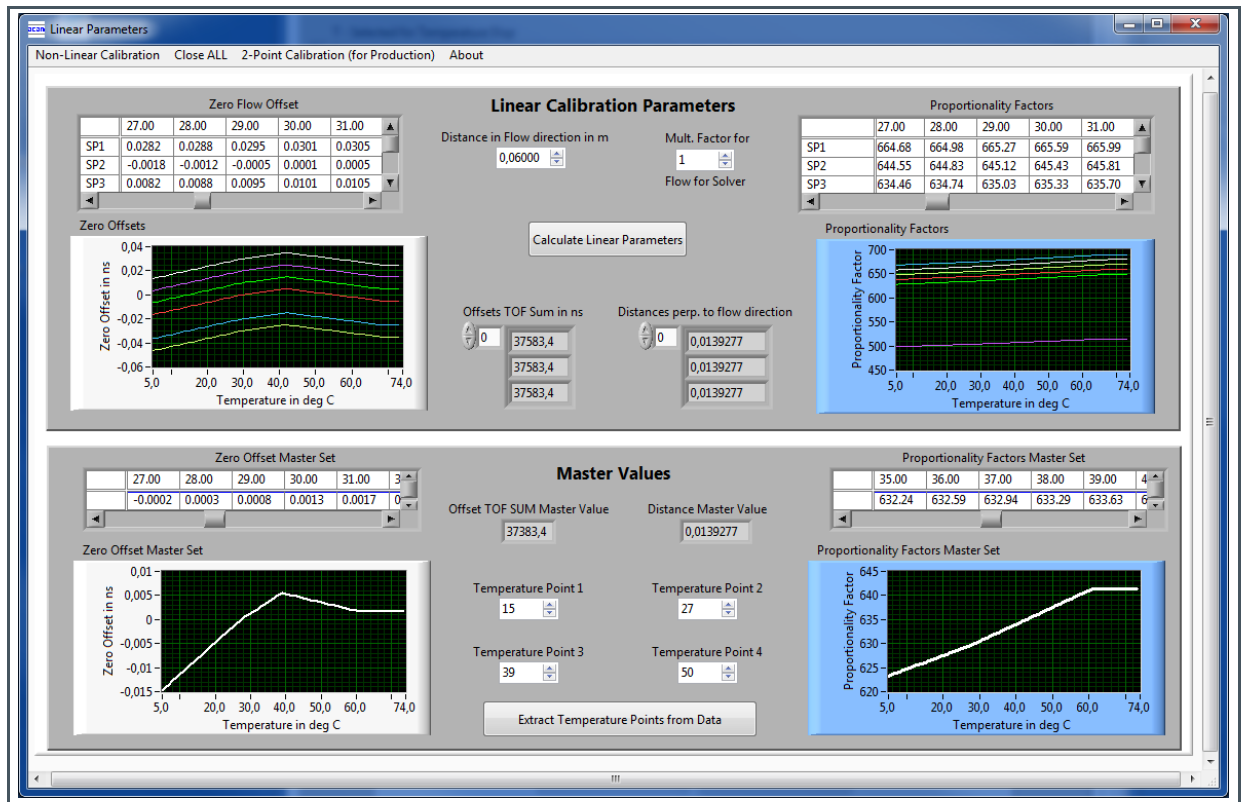 acam Linear Parameters
Non-Linear Calibration Close ALL 2-Point Calibration (for Production) About
Linear Calibration Parameters
Zero Flow Offset
27.00 28.00 29.00 30.00 31.00
SP1 0.0282 0.0288 0.0295 0.0301 0.0305
SP2 -0.0018 -0.0012 -0.0005 0.0001 0.0005
SP3 0.0082 0.0088 0.0095 0.0101 0.0105
Distance in Flow direction in m
0,06000
Mult. Factor for
1
Flow for Solver
Proportionality Factors
27.00 28.00 29.00 30.00 31.00
SP1 664.68 664.98 665.27 665.59 665.99
SP2 644.55 644.83 645.12 645.43 645.81
SP3 634.46 634.74 635.03 635.33 635.70
Zero Offsets
Zero Offset in ns
0,04
0,02
0
-0,02
-0,04
-0,06
5,0 20,0 30,0 40,0 50,0 60,0 74,0
Temperature in deg C
Calculate Linear Parameters
Offsets TOF Sum in ns
0 37583,4
37583,4
37583,4
Distances perp. to flow direction
0 0,0139277
0,0139277
0,0139277
Proportionality Factors
Proportionality Factor
700
650
600
550
500
450
5,0 20,0 30,0 40,0 50,0 60,0 74,0
Temperature in deg C
Master Values
Zero Offset Master Set
27.00 28.00 29.00 30.00 31.00 3
-0.0002 0.0003 0.0008 0.0013 0.0017 0
Offset TOF SUM Master Value
37383,4
Distance Master Value
0,0139277
Proportionality Factors Master Set
35.00 36.00 37.00 38.00 39.00 4
632.24 632.59 632.94 633.29 633.63 6
Zero Offset Master Set
Zero Offset in ns
0,01
0,005
0
-0,005
-0,01
-0,015
5,0 20,0 30,0 40,0 50,0 60,0 74,0
Temperature in deg C
Temperature Point 1
15
Temperature Point 2
27
Temperature Point 3
39
Temperature Point 4
50
Extract Temperature Points from Data
Proportionality Factors Master Set
Proportionality Factor
645
640
635
630
625
620
5,0 20,0 30,0 40,0 50,0 60,0 74,0
Temperature in deg C